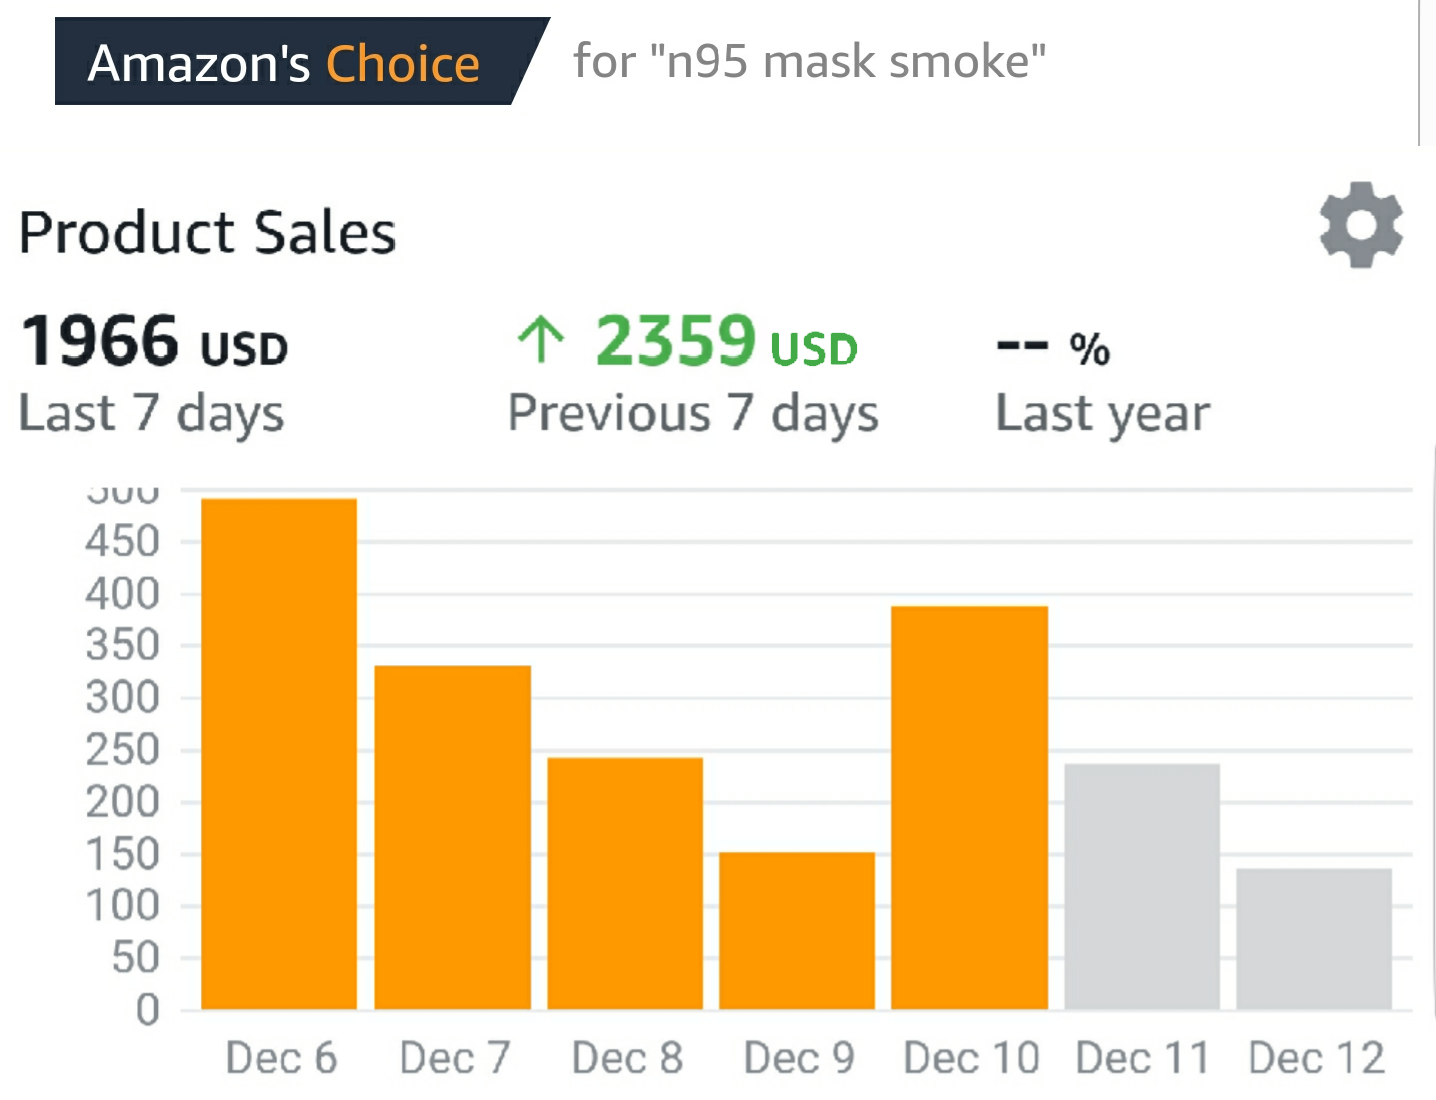 Amazon's Choice for "n95 mask smoke"
Product Sales
1966 USD ↑ 2359 USD -- %
Last 7 days Previous 7 days Last year
500
450
400
350
300
250
200
150
100
50
0
Dec 6 Dec 7 Dec 8 Dec 9 Dec 10 Dec 11 Dec 12